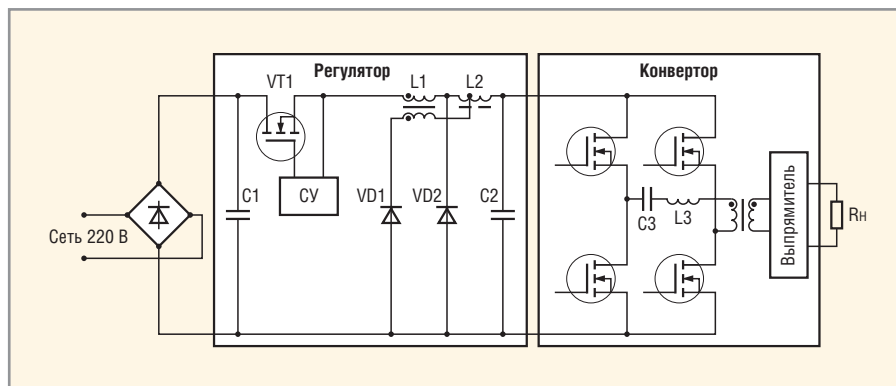 Регулятор
Конвертор
VT1
L1
L2
C1
СУ
VD1
VD2
C2
C3
L3
Выпрямитель
Rн
Сеть 220 В